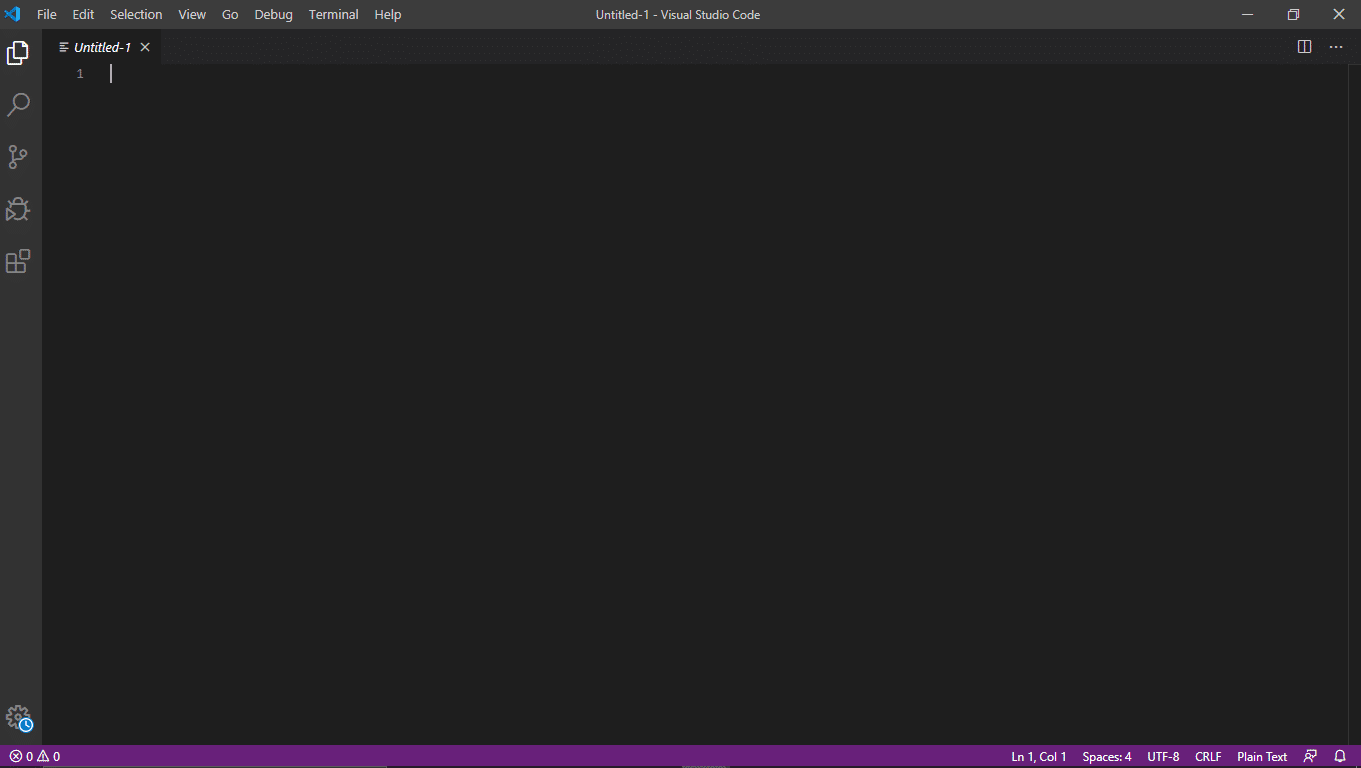 File Edit Selection View Go Debug Terminal Help Untitled-1 - Visual Studio Code
Untitled-1
1
0 0 Ln 1, Col 1 Spaces: 4 UTF-8 CRLF Plain Text